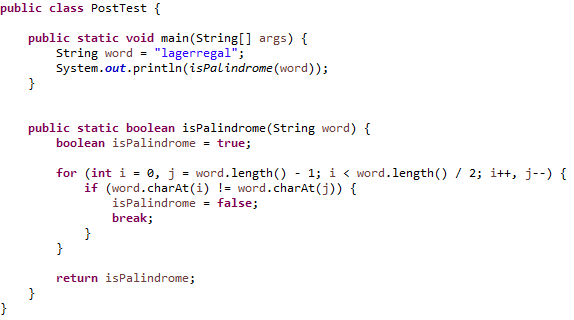 public class PostTest {
public static void main(String[] args) {
String word = "lagerregal";
System.out.println(isPalindrome(word));
}
public static boolean isPalindrome(String word) {
boolean isPalindrome = true;
for (int i = 0, j = word.length() - 1; i < word.length() / 2; i++, j--) {
if (word.charAt(i) != word.charAt(j)) {
isPalindrome = false;
break;
}
}
return isPalindrome;
}
}